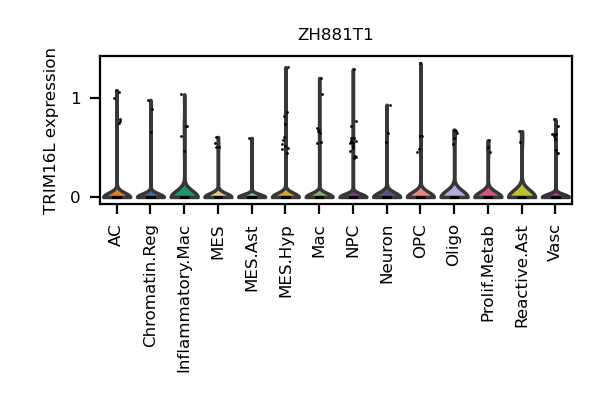 ZH881T1
TRIM16L expression
1
0
AC
Chromatin.Reg
Inflammatory.Mac
MES
MES.Ast
MES.Hyp
Mac
NPC
Neuron
OPC
Oligo
Prolif.Metab
Reactive.Ast
Vasc